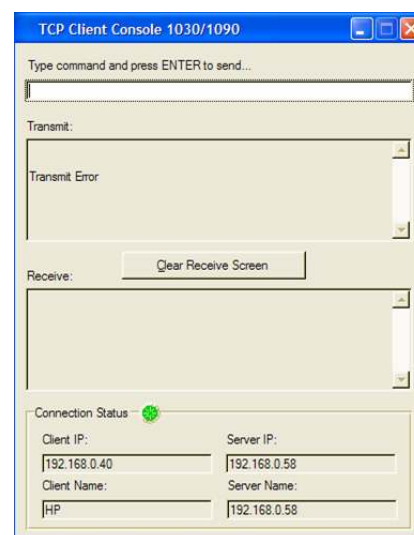 TCP Client Console 1030/1090
Type command and press ENTER to send...
Transmit:
Transmit Error
Clear Receive Screen
Receive:
Connection Status
Client IP: Server IP:
192.168.0.40 192.168.0.58
Client Name: Server Name:
HP 192.168.0.58